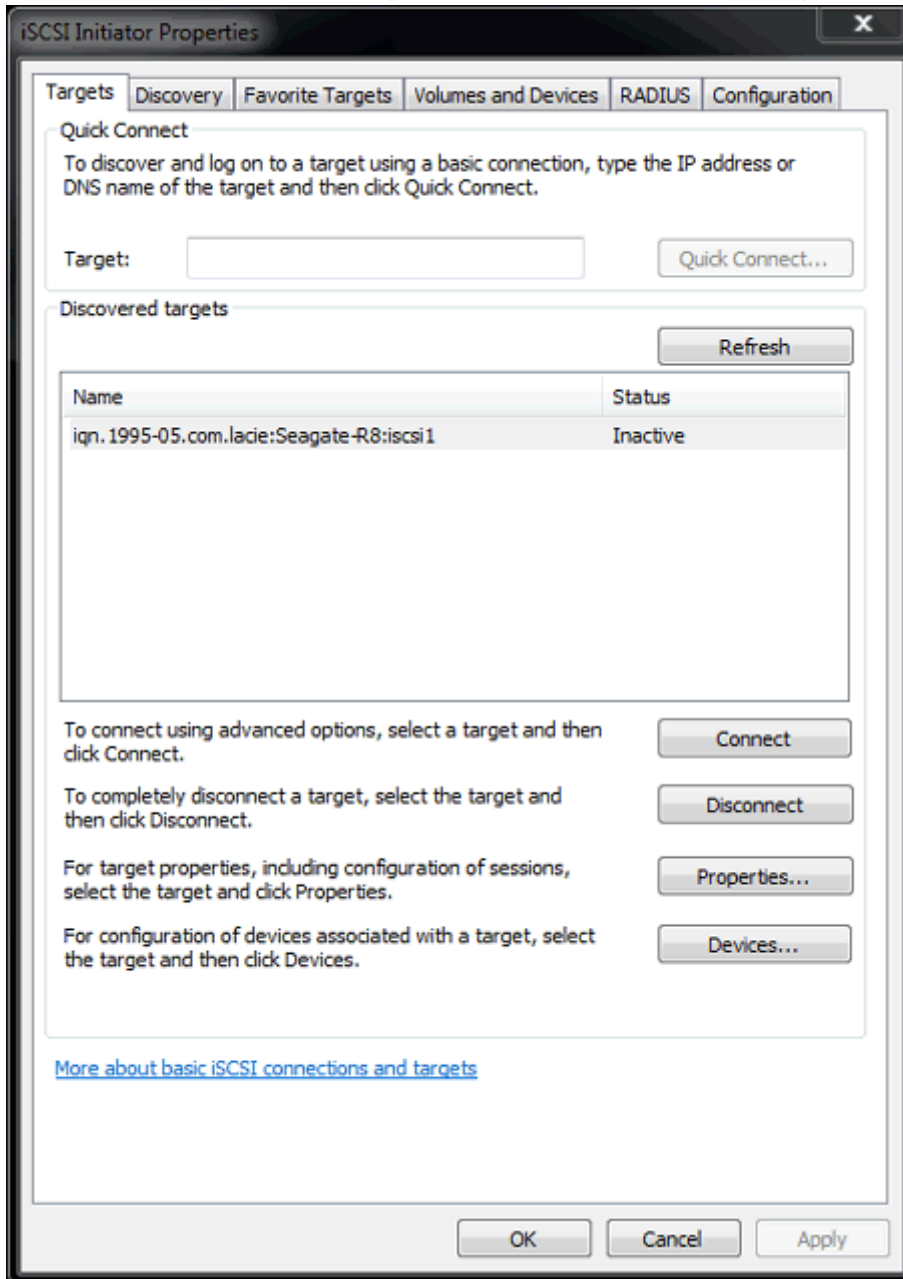 iSCSI Initiator Properties
Targets Discovery Favorite Targets Volumes and Devices RADIUS Configuration
Quick Connect
To discover and log on to a target using a basic connection, type the IP address or
DNS name of the target and then click Quick Connect.
Target: Quick Connect...
Discovered targets
Refresh
Name Status
iqn.1995-05.com.lacie:Seagate-R8:iscsi1 Inactive
To connect using advanced options, select a target and then
click Connect.
Connect
To completely disconnect a target, select the target and
then click Disconnect.
Disconnect
For target properties, including configuration of sessions,
select the target and click Properties.
Properties...
For configuration of devices associated with a target, select
the target and then click Devices.
Devices...
More about basic iSCSI connections and targets
OK Cancel Apply